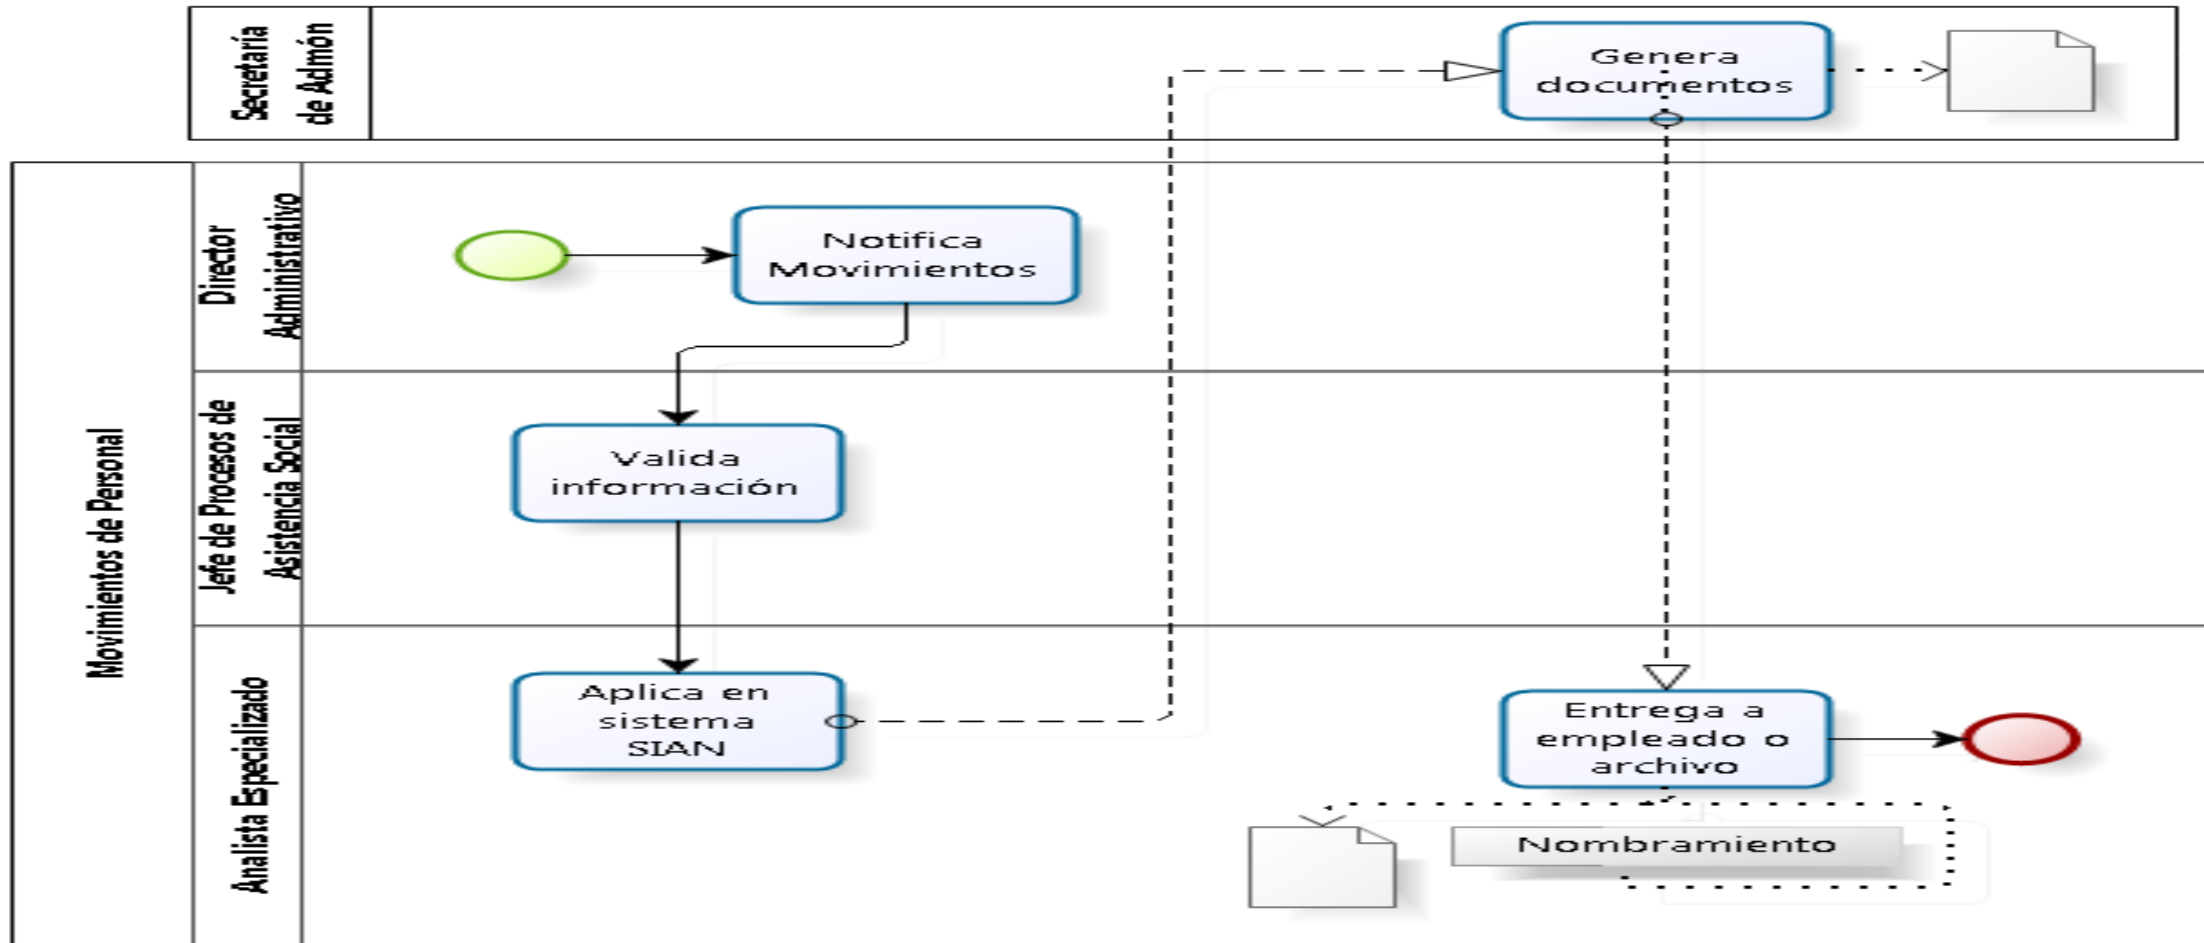 Secretaría
de Admón
Genera
documentos
Movimientos de Personal
Director
Administrativo
Notifica
Movimientos
Jefe de Procesos de
Asistencia Social
Valida
información
Analista Especializado
Aplica en
sistema
SIAN
Entrega a
empleado o
archivo
Nombramiento